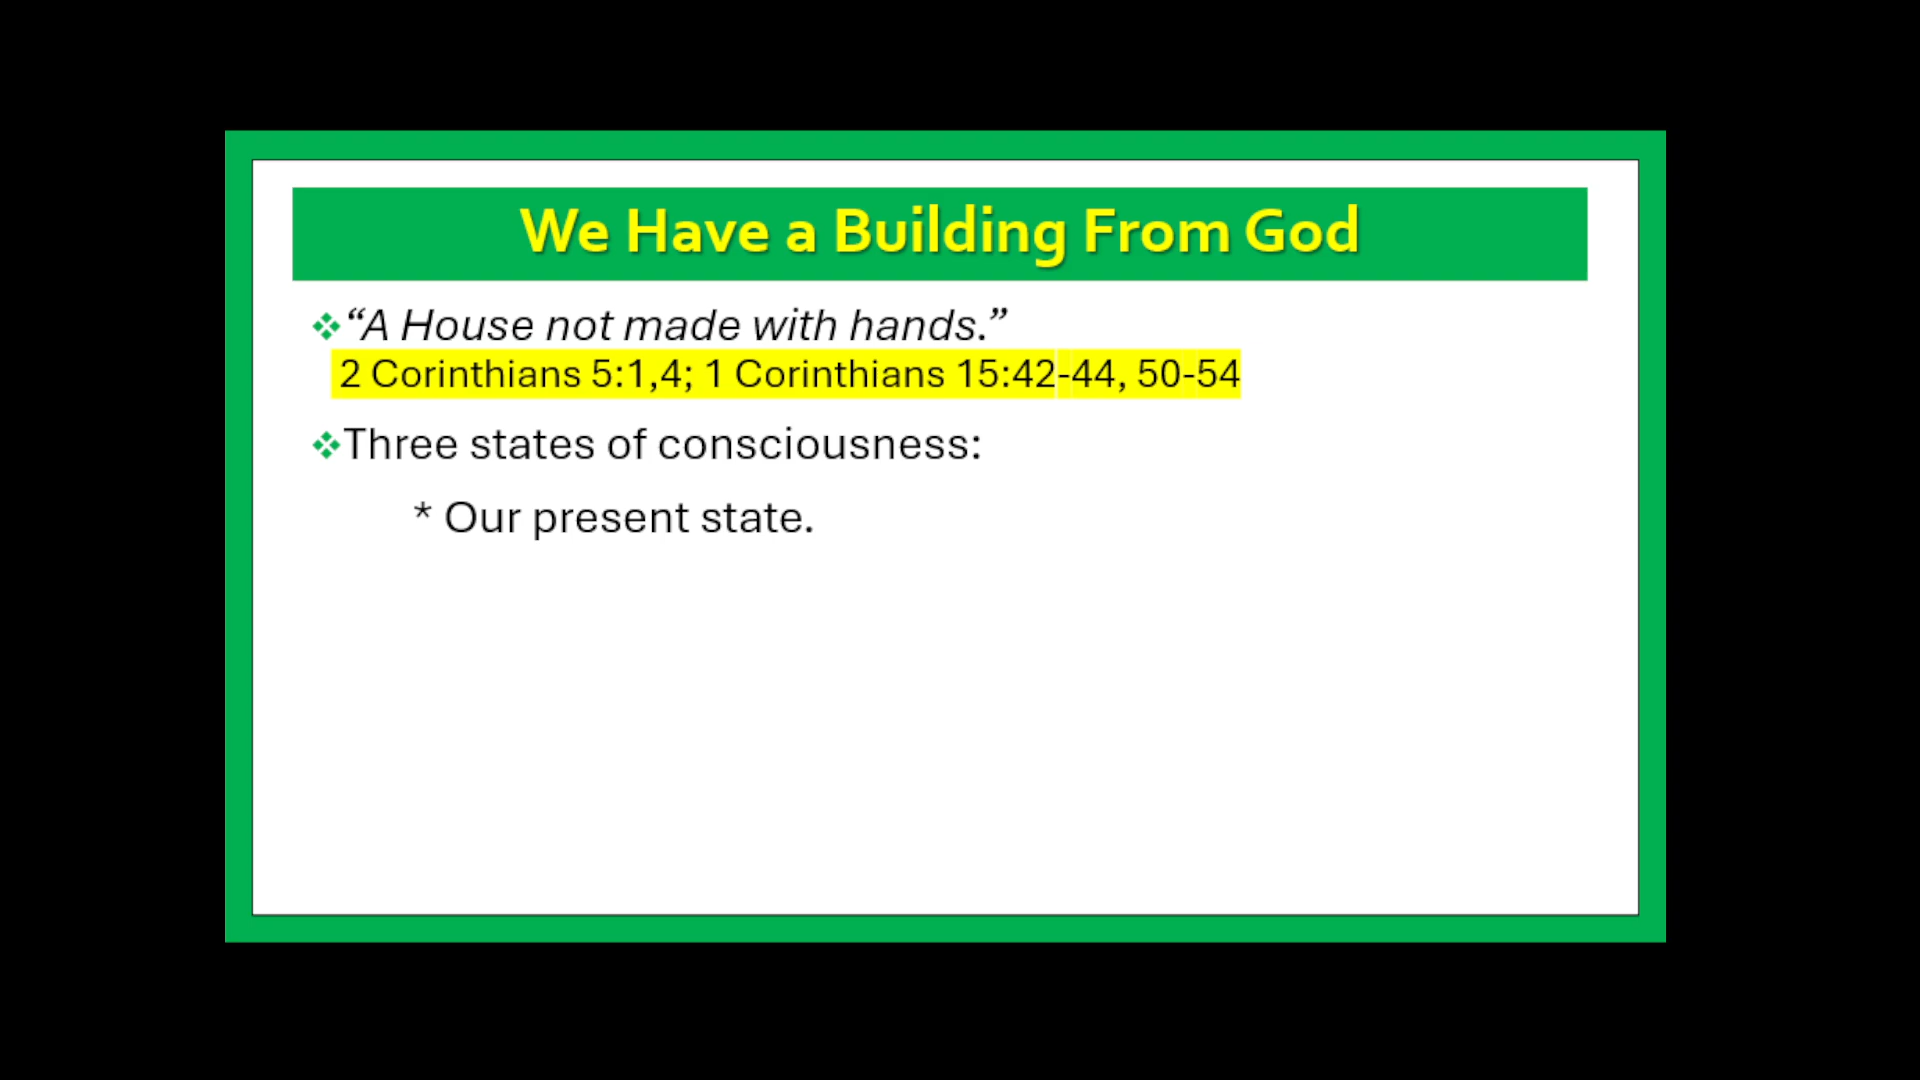 We Have a Building From God
❖“A House not made with hands.”
2 Corinthians 5:1,4; 1 Corinthians 15:42-44, 50-54
❖Three states of consciousness:
* Our present state.